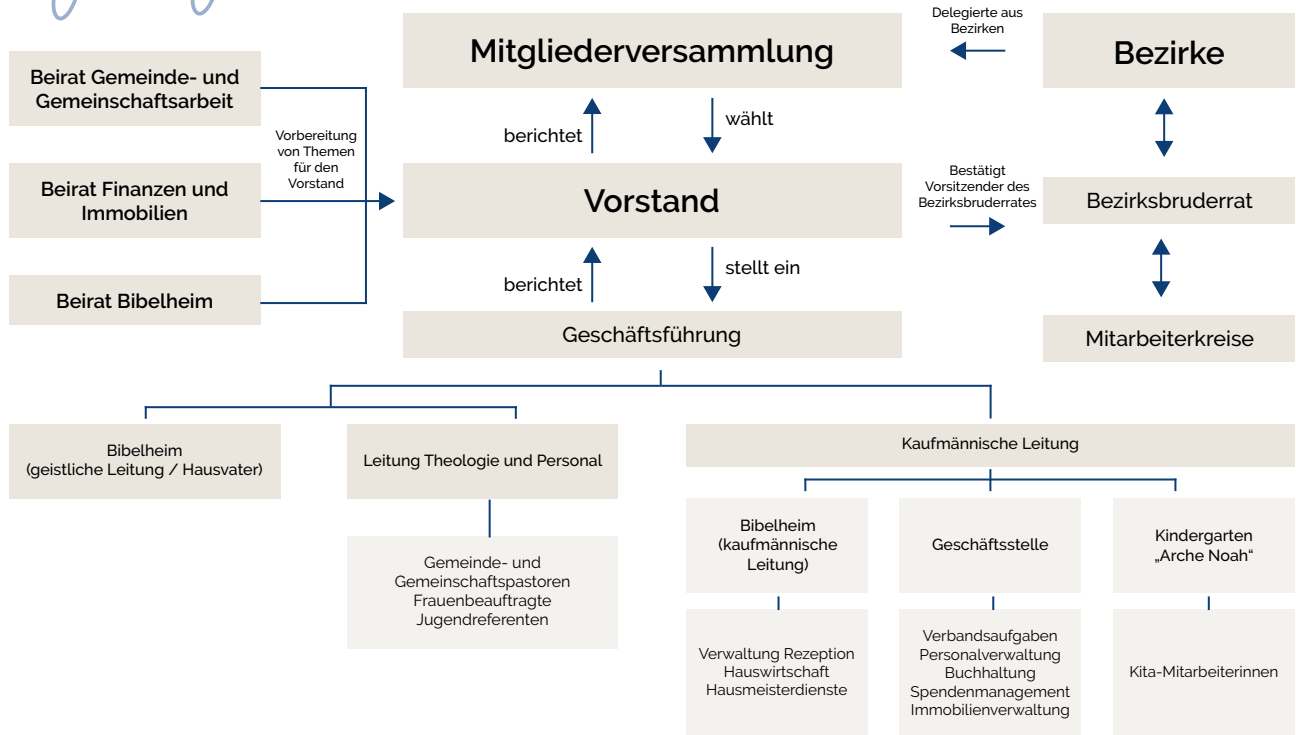 Delegierte aus
Bezirken
Mitgliederversammlung
Bezirke
Beirat Gemeinde- und
Gemeinschaftsarbeit
berichtet
wählt
Vorbereitung
von Themen
für den
Vorstand
Beirat Finanzen und
Immobilien
Vorstand
Bestätigt
Vorsitzender des
Bezirksbruderrates
Bezirksbruderrat
Beirat Bibelheim
berichtet
stellt ein
Geschäftsführung
Mitarbeiterkreise
Bibelheim
(geistliche Leitung / Hausvater)
Leitung Theologie und Personal
Kaufmännische Leitung
Gemeinde- und
Gemeinschaftspastoren
Frauenbeauftragte
Jugendreferenten
Bibelheim
(kaufmännische
Leitung)
Geschäftsstelle
Kindergarten
„Arche Noah“
Verwaltung Rezeption
Hauswirtschaft
Hausmeisterdienste
Verbandsaufgaben
Personalverwaltung
Buchhaltung
Spendenmanagement
Immobilienverwaltung
Kita-Mitarbeiterinnen